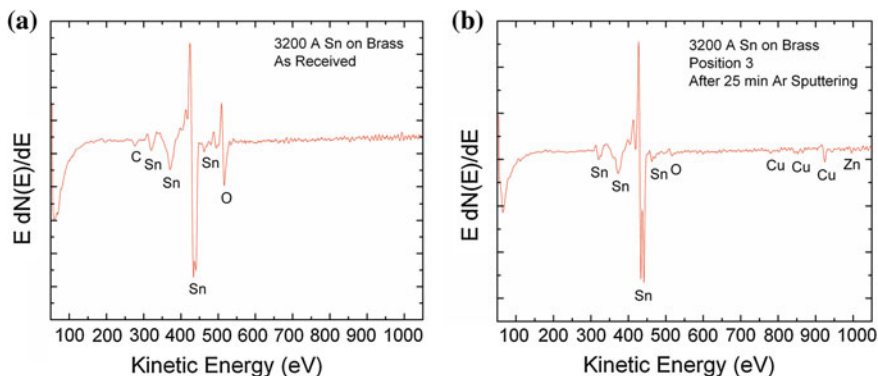 (a)
3200 A Sn on Brass
As Received
E dN(E)/dE
C
Sn
Sn
Sn
Sn
O
100 200 300 400 500 600 700 800 900 1000
Kinetic Energy (eV)
(b)
3200 A Sn on Brass
Position 3
After 25 min Ar Sputtering
E dN(E)/dE
Sn
Sn
Sn
Sn
O
Cu
Cu
Cu
Zn
100 200 300 400 500 600 700 800 900 1000
Kinetic Energy (eV)